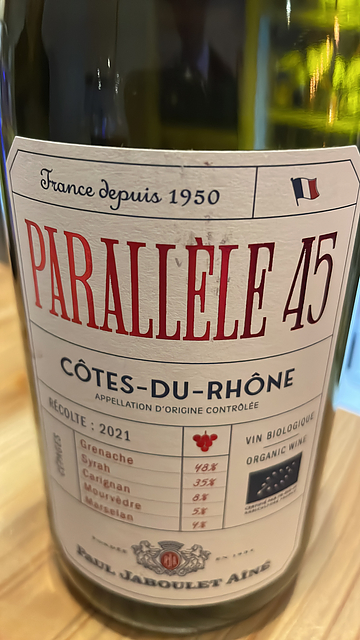 France depuis 1950
PARALLÈLE 45
CÔTES-DU-RHÔNE
APPELLATION D'ORIGINE CONTRÔLÉE
RÉCOLTE : 2021
CÉPAGES
Grenache 48%
Syrah 35%
Carignan 8%
Mourvèdre 5%
Marselan 4%
VIN BIOLOGIQUE
ORGANIC WINE
PAUL JABOULET AÎNÉ